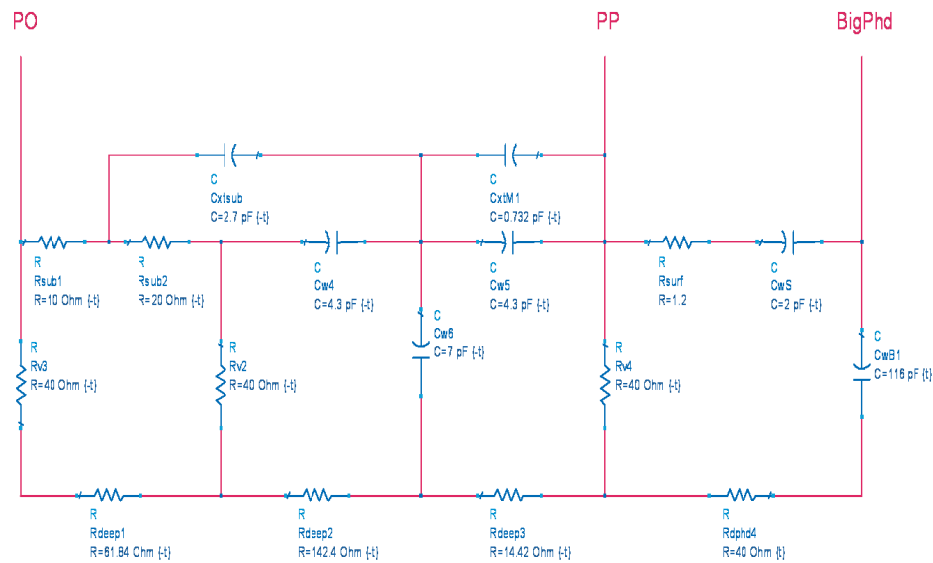 PO PP BigPhd
C
Cxtsub
C=2.7 pF {-t}
C
CxtM1
C=0.732 pF {-t}
R
Rsub1
R=10 Ohm {-t}
R
Rsub2
R=20 Ohm {-t}
C
Cw4
C=4.3 pF {-t}
C
Cw5
C=4.3 pF {-t}
R
Rsurf
R=1.2
C
CwS
C=2 pF {-t}
R
Rv3
R=40 Ohm {-t}
R
Rv2
R=40 Ohm {-t}
C
Cw6
C=7 pF {-t}
R
Rv4
R=40 Ohm {-t}
C
CwB1
C=116 pF {t}
R
Rdeep1
R=61.84 Ohm {-t}
R
Rdeep2
R=142.4 Ohm {-t}
R
Rdeep3
R=14.42 Ohm {-t}
R
Rdphd4
R=40 Ohm {t}